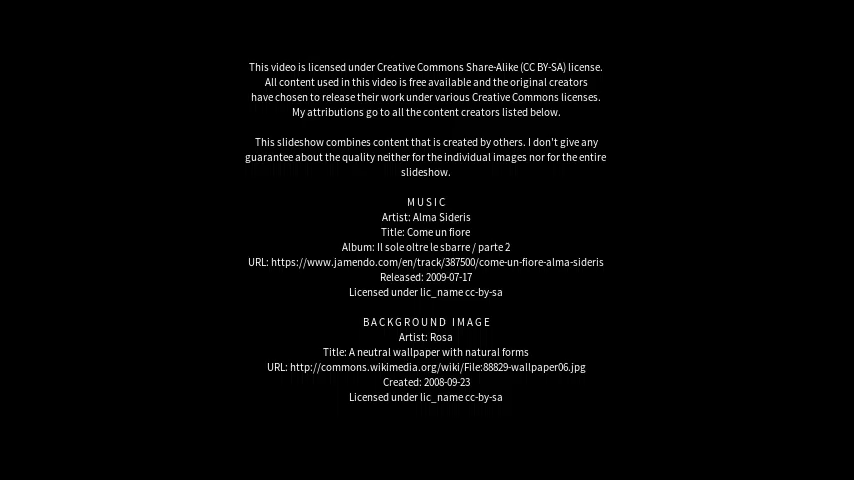 This video is licensed under Creative Commons Share-Alike (CC BY-SA) license.
All content used in this video is free available and the original creators
have chosen to release their work under various Creative Commons licenses.
My attributions go to all the content creators listed below.
This slideshow combines content that is created by others. I don't give any
guarantee about the quality neither for the individual images nor for the entire
slideshow.
MUSIC
Artist: Alma Sideris
Title: Come un fiore
Album: Il sole oltre le sbarre / parte 2
URL: https://www.jamendo.com/en/track/387500/come-un-fiore-alma-sideris
Released: 2009-07-17
Licensed under lic_name cc-by-sa
BACKGROUND IMAGE
Artist: Rosa
Title: A neutral wallpaper with natural forms
URL: http://commons.wikimedia.org/wiki/File:88829-wallpaper06.jpg
Created: 2008-09-23
Licensed under lic_name cc-by-sa